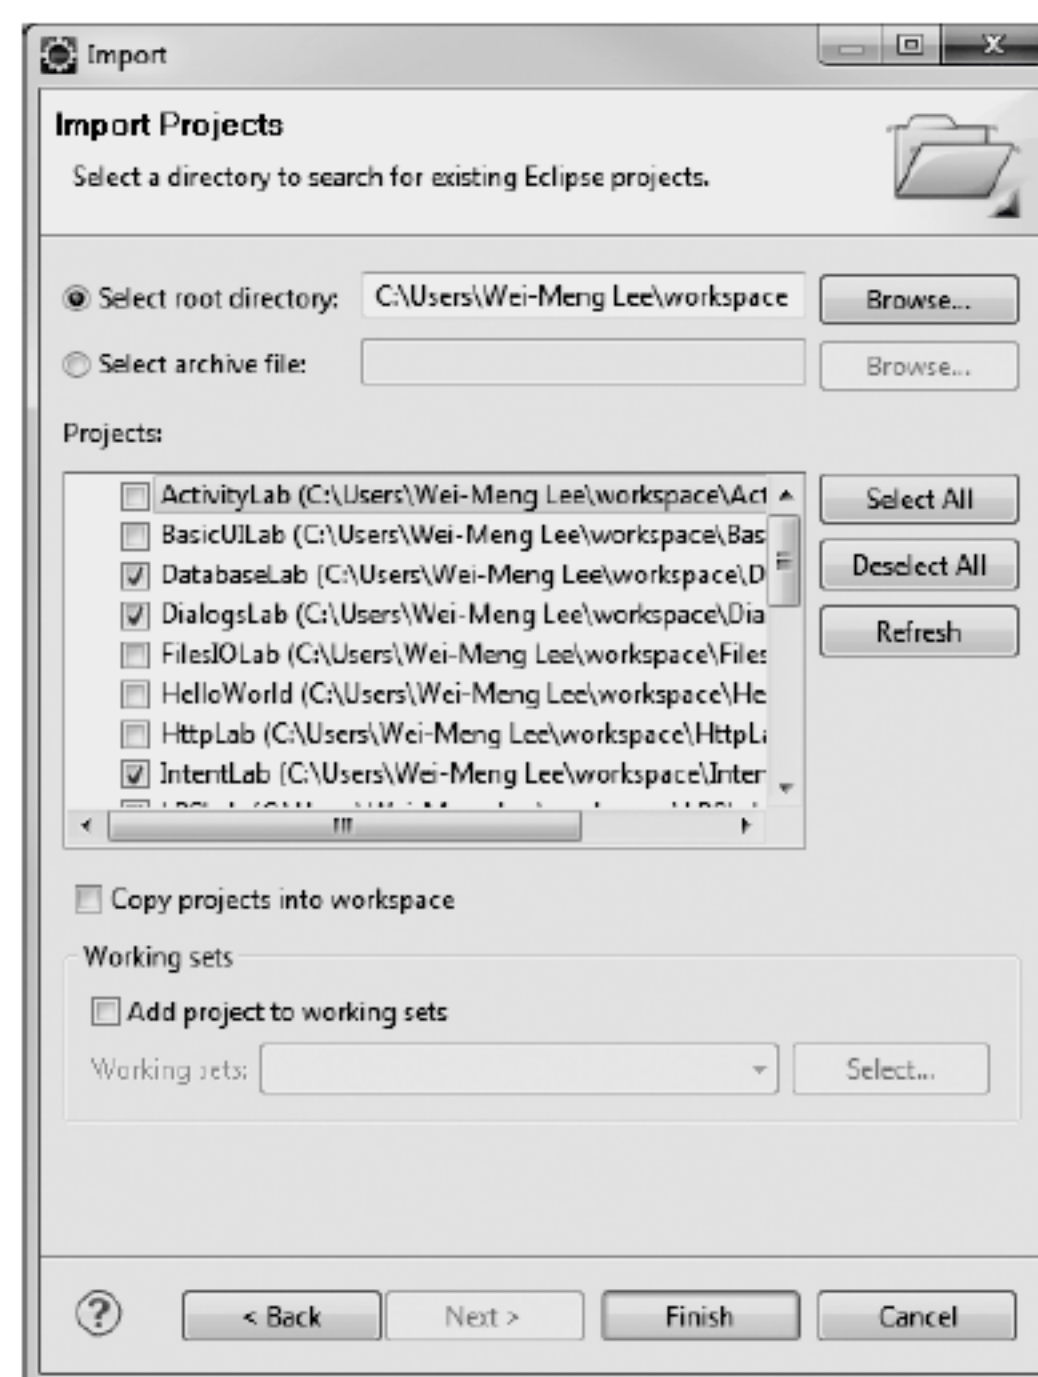 Import
Import Projects
Select a directory to search for existing Eclipse projects.
Select root directory: C:\Users\Wei-Meng Lee\workspace Browse...
Select archive file: Browse...
Projects:
ActivityLab (C:\Users\Wei-Meng Lee\workspace\Act
Select All
BasicUILab (C:\Users\Wei-Meng Lee\workspace\Bas
DatabaseLab (C:\Users\Wei-Meng Lee\workspace\D
Deselect All
DialogsLab (C:\Users\Wei-Meng Lee\workspace\Dia
Refresh
FilesIOLab (C:\Users\Wei-Meng Lee\workspace\Files
HelloWorld (C:\Users\Wei-Meng Lee\workspace\He
HttpLab (C:\Users\Wei-Meng Lee\workspace\HttpLa
IntentLab (C:\Users\Wei-Meng Lee\workspace\Inter
Copy projects into workspace
Working sets
Add project to working sets
Working sets: Select...
? < Back Next > Finish Cancel